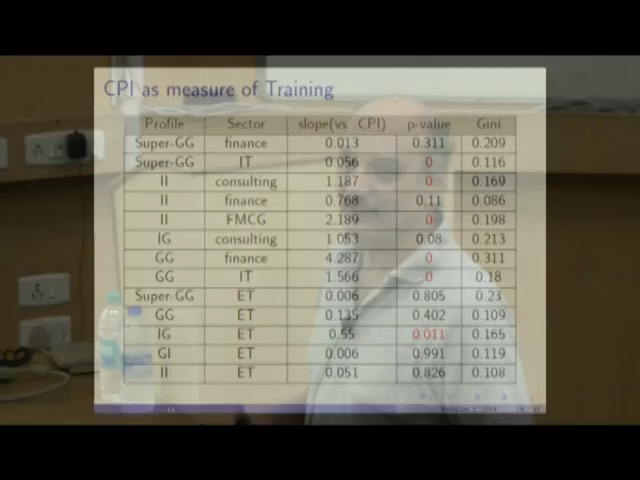 CPI as measure of Training
Profile Sector slope(vs CPI) p-value Gini
Super-GG finance 0.013 0.311 0.209
Super-GG IT 0.056 0 0.116
II consulting 1.187 0 0.169
II finance 0.768 0.11 0.086
II FMCG 2.189 0 0.198
IG consulting 1.053 0.08 0.213
GG finance 4.287 0 0.311
GG IT 1.566 0 0.18
Super-GG ET 0.006 0.805 0.23
GG ET 0.135 0.402 0.109
IG ET 0.55 0.011 0.165
GI ET 0.006 0.991 0.119
II ET 0.051 0.826 0.108